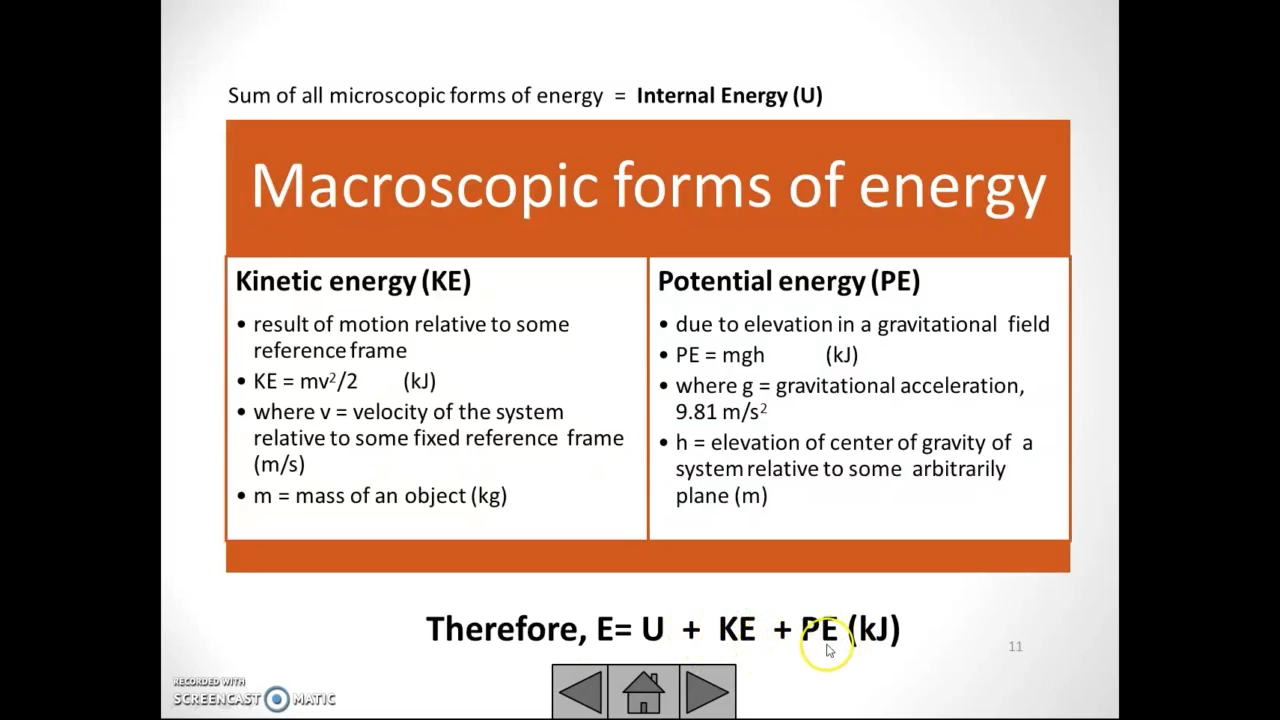 Sum of all microscopic forms of energy = Internal Energy (U)
Macroscopic forms of energy
Kinetic energy (KE)
• result of motion relative to some
reference frame
• KE = mv²/2 (kJ)
• where v = velocity of the system
relative to some fixed reference frame
(m/s)
• m = mass of an object (kg)
Potential energy (PE)
• due to elevation in a gravitational field
• PE = mgh (kJ)
• where g = gravitational acceleration,
9.81 m/s²
• h = elevation of center of gravity of a
system relative to some arbitrarily
plane (m)
Therefore, E= U + KE + PE (kJ)
11
RECORDED WITH
SCREENCAST MATIC